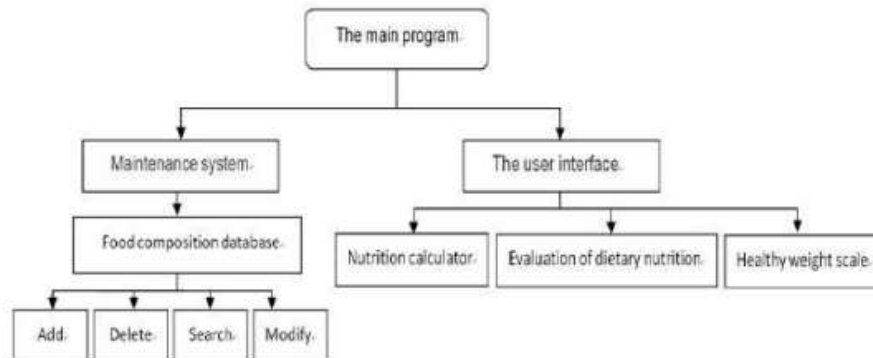 The main program.
Maintenance system.
The user interface.
Food composition database.
Nutrition calculator.
Evaluation of dietary nutrition.
Healthy weight scale.
Add.
Delete.
Search.
Modify.